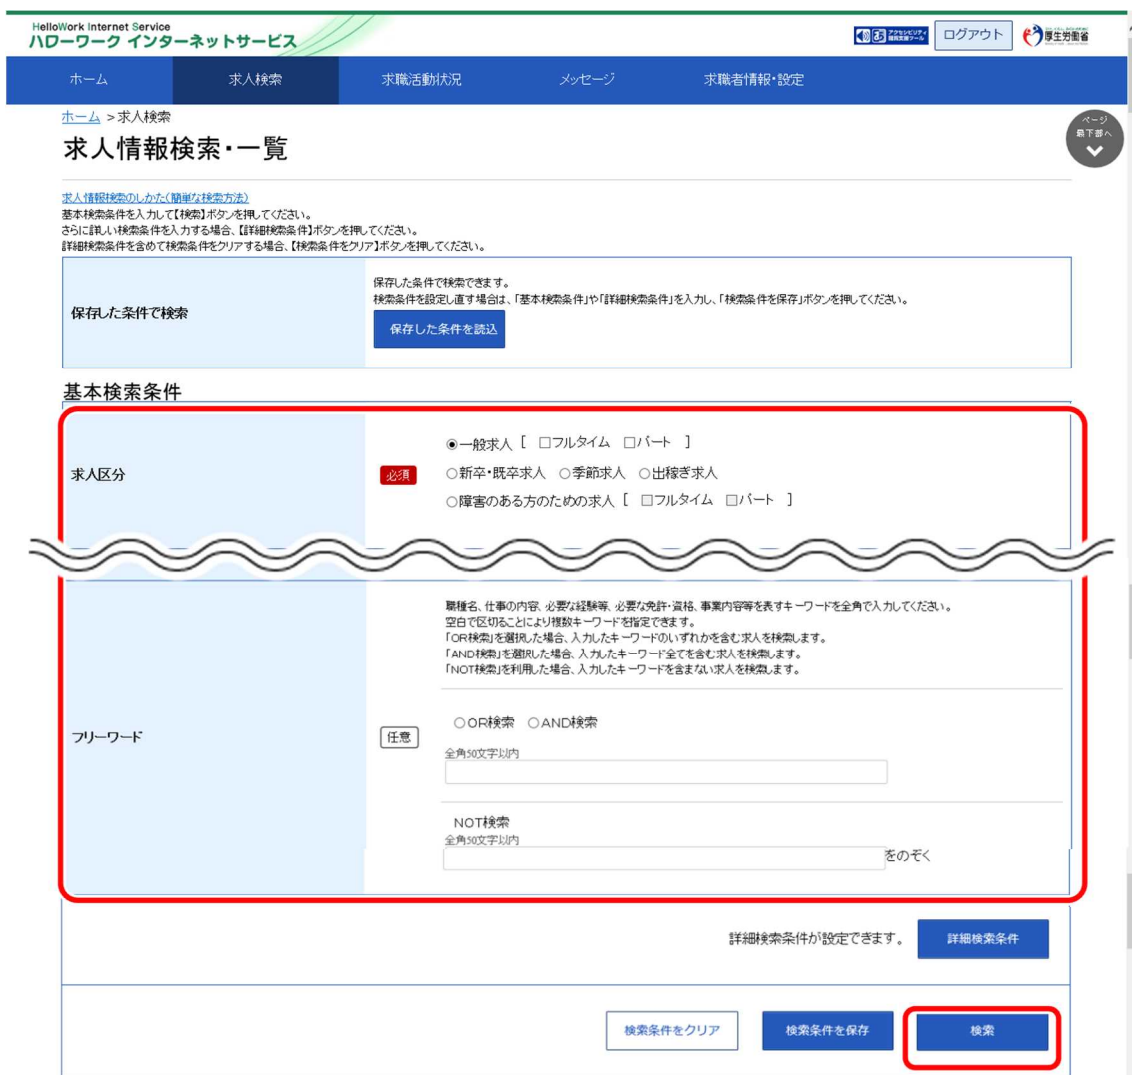 HelloWork Internet Service
ハローワーク インターネットサービス
アクセシビリティ
閲覧支援ツール
ログアウト
厚生労働省
ホーム 求人検索 求職活動状況 メッセージ 求職者情報・設定
ホーム ＞求人検索
ページ
最下部へ
求人情報検索・一覧
求人情報検索のしかた（簡単な検索方法）
基本検索条件を入力して【検索】ボタンを押してください。
さらに詳しい検索条件を入力する場合、【詳細検索条件】ボタンを押してください。
詳細検索条件を含めて検索条件をクリアする場合、【検索条件をクリア】ボタンを押してください。
保存した条件で検索
保存した条件で検索できます。
検索条件を設定し直す場合は、「基本検索条件」や「詳細検索条件」を入力し、「検索条件を保存」ボタンを押してください。
保存した条件を読込
基本検索条件
求人区分
必須
一般求人 [ フルタイム パート ]
新卒・既卒求人 季節求人 出稼ぎ求人
障害のある方のための求人 [ フルタイム パート ]
職種名、仕事の内容、必要な経験等、必要な免許・資格、事業内容等を表すキーワードを全角で入力してください。
空白で区切ることにより複数キーワードを指定できます。
「OR検索」を選択した場合、入力したキーワードのいずれかを含む求人を検索します。
「AND検索」を選択した場合、入力したキーワード全てを含む求人を検索します。
「NOT検索」を利用した場合、入力したキーワードを含まない求人を検索します。
フリーワード
任意
OR検索 AND検索
全角50文字以内
NOT検索
全角50文字以内
をのぞく
詳細検索条件が設定できます。
詳細検索条件
検索条件をクリア 検索条件を保存 検索